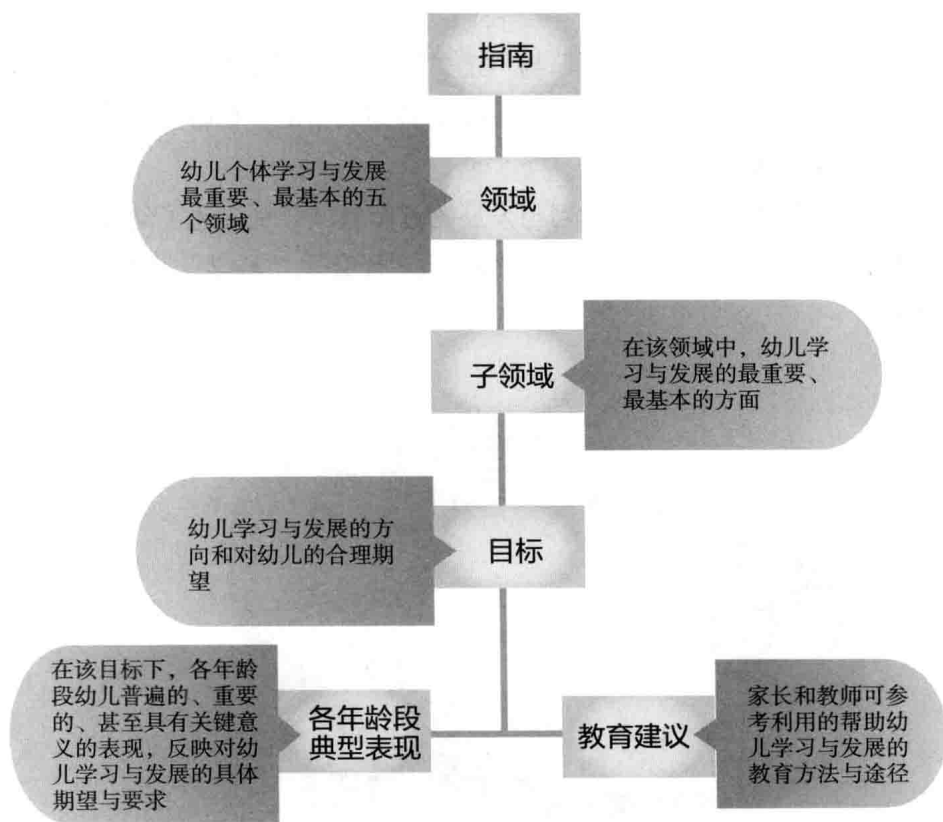 指南
幼儿个体学习与发展
最重要、最基本的五
个领域
领域
子领域
在该领域中，幼儿学
习与发展的最重要、
最基本的方面
幼儿学习与发展的方
向和对幼儿的合理期
望
目标
在该目标下，各年龄
段幼儿普遍的、重要
的、甚至具有关键意
义的表现，反映对幼
儿学习与发展的具体
期望与要求
各年龄段
典型表现
教育建议
家长和教师可参
考利用的帮助幼
儿学习与发展的
教育方法与途径